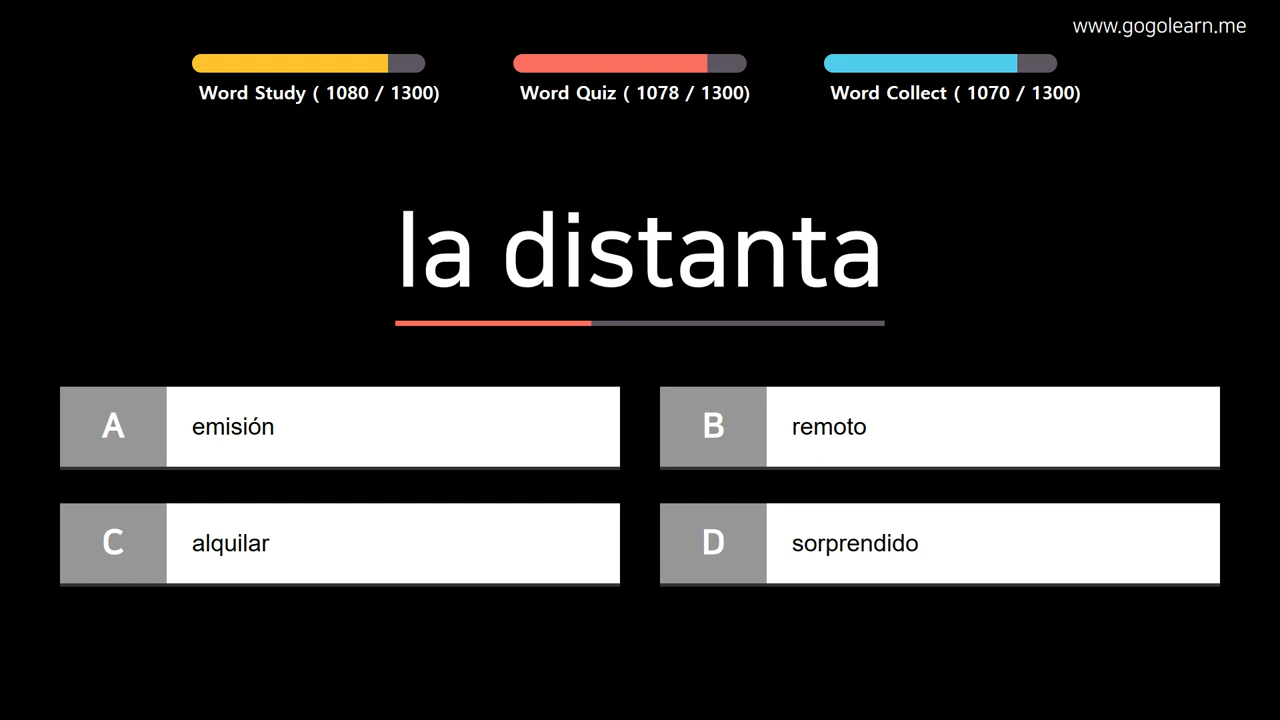 www.gogolearn.me
Word Study ( 1080 / 1300)
Word Quiz ( 1078 / 1300)
Word Collect ( 1070 / 1300)
la distanta
A
emisión
B
remoto
C
alquilar
D
sorprendido